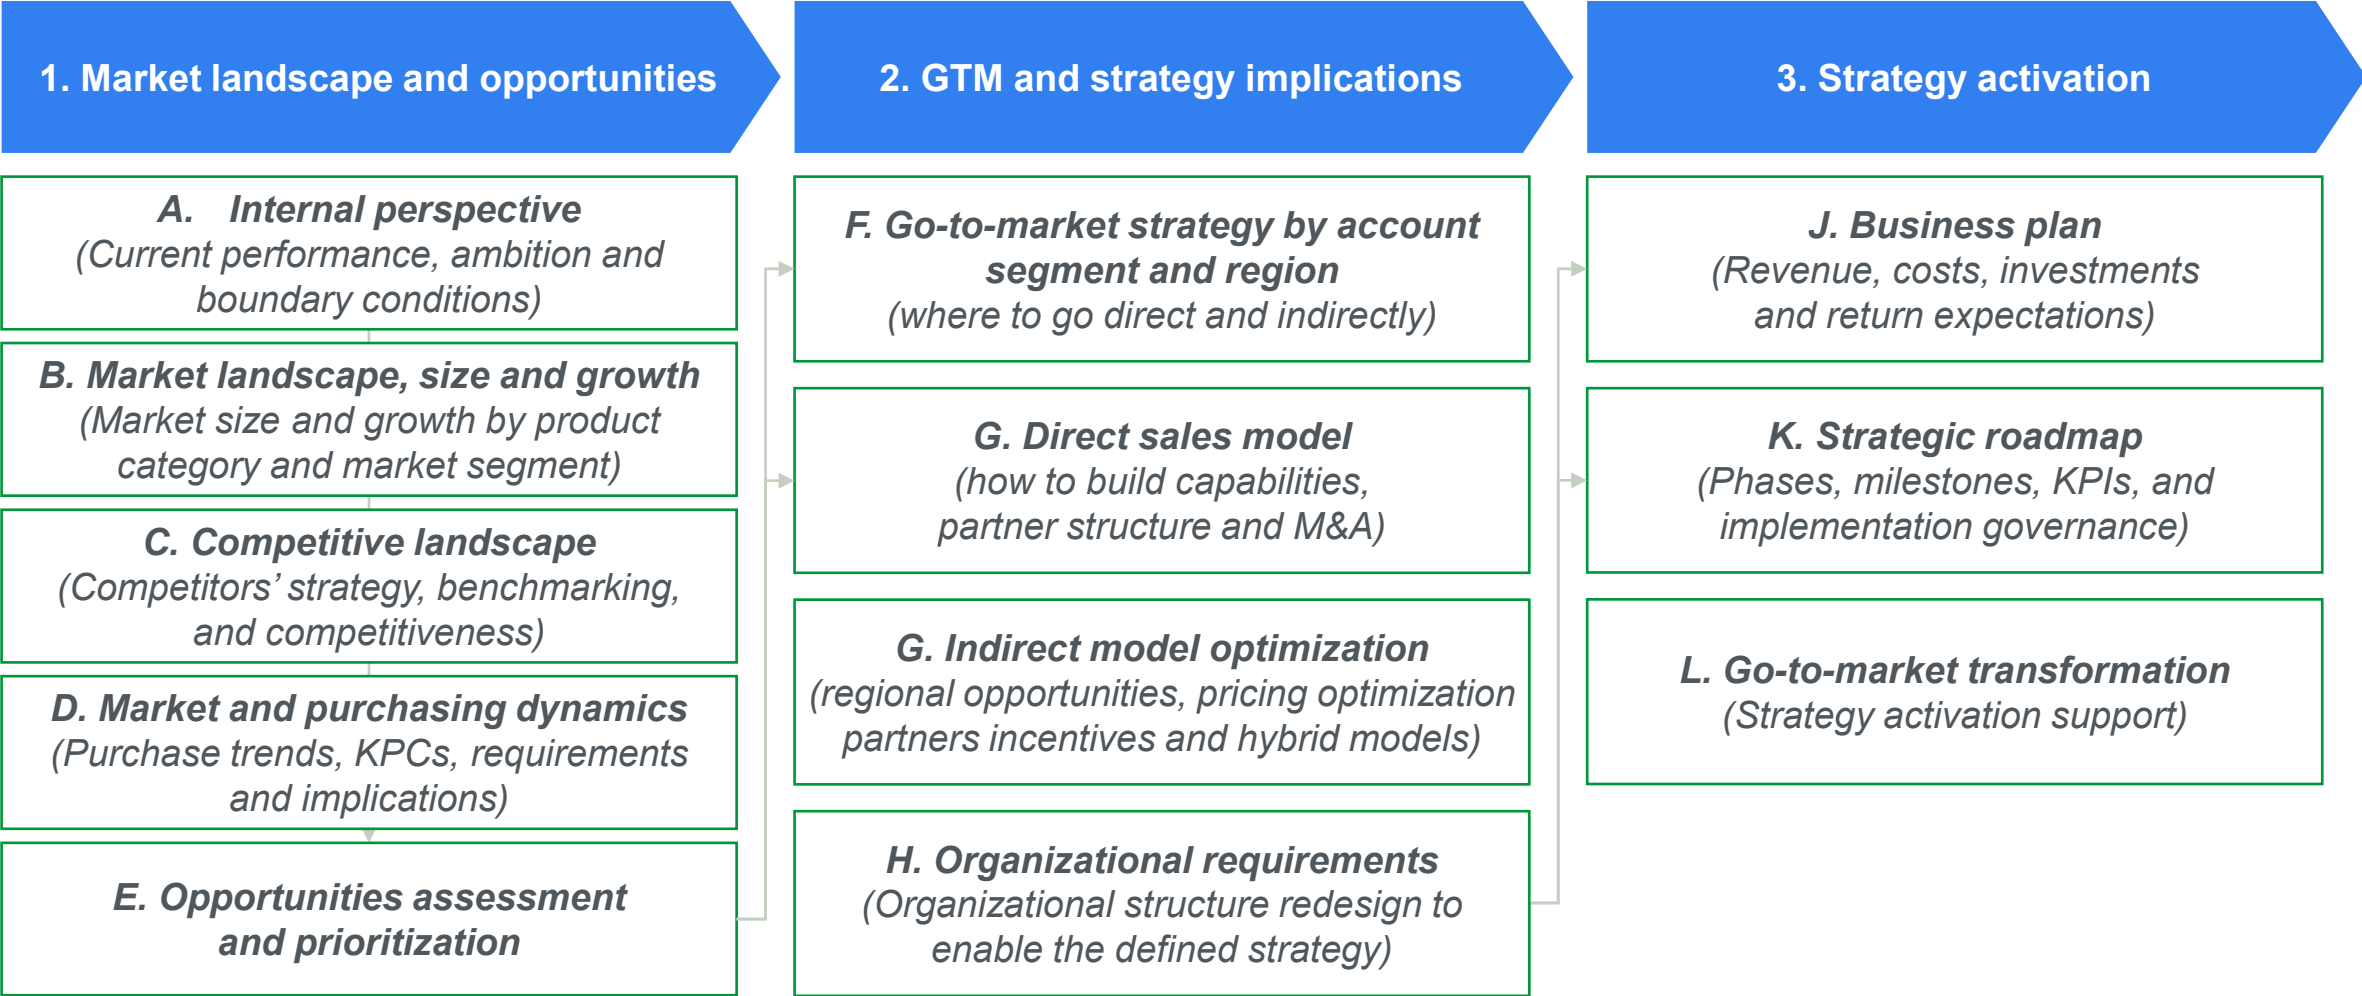 1. Market landscape and opportunities
A. Internal perspective
(Current performance, ambition and
boundary conditions)
B. Market landscape, size and growth
(Market size and growth by product
category and market segment)
C. Competitive landscape
(Competitors’ strategy, benchmarking,
and competitiveness)
D. Market and purchasing dynamics
(Purchase trends, KPCs, requirements
and implications)
E. Opportunities assessment
and prioritization
2. GTM and strategy implications
F. Go-to-market strategy by account
segment and region
(where to go direct and indirectly)
G. Direct sales model
(how to build capabilities,
partner structure and M&A)
G. Indirect model optimization
(regional opportunities, pricing optimization
partners incentives and hybrid models)
H. Organizational requirements
(Organizational structure redesign to
enable the defined strategy)
3. Strategy activation
J. Business plan
(Revenue, costs, investments
and return expectations)
K. Strategic roadmap
(Phases, milestones, KPIs, and
implementation governance)
L. Go-to-market transformation
(Strategy activation support)